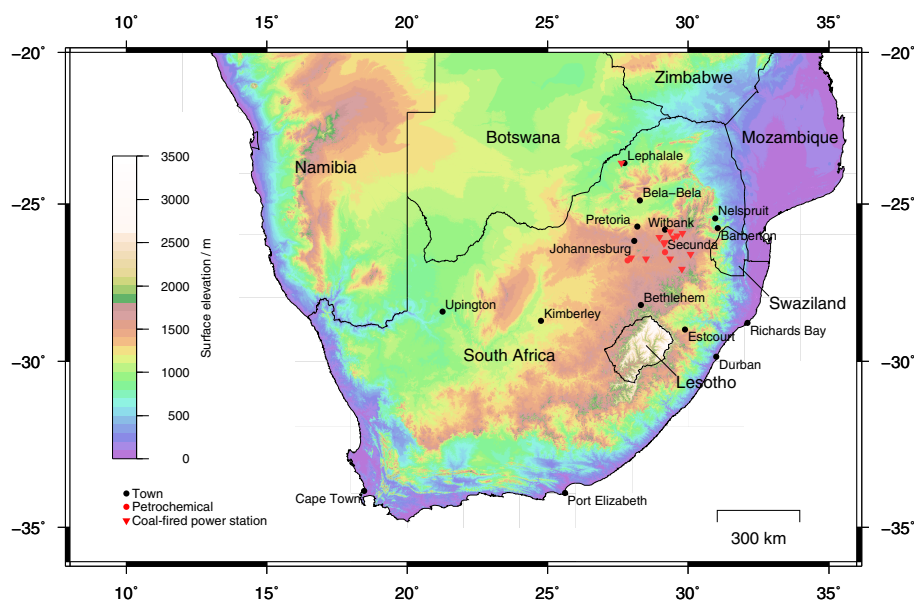 10° 15° 20° 25° 30° 35°
−20° −20°
Zimbabwe
Botswana
Mozambique
Lephalale
Namibia
3500
3000
2500
2000
1500
1000
500
0
Surface elevation / m
Bela−Bela
−25° −25°
Nelspruit
Pretoria
Witbank
Barberton
Johannesburg
Secunda
Swaziland
Bethlehem
Upington
Kimberley
Richards Bay
Estcourt
South Africa
−30° −30°
Durban
Lesotho
Town
Petrochemical
Coal−fired power station
Cape Town
Port Elizabeth
−35° −35°
300 km
10° 15° 20° 25° 30° 35°